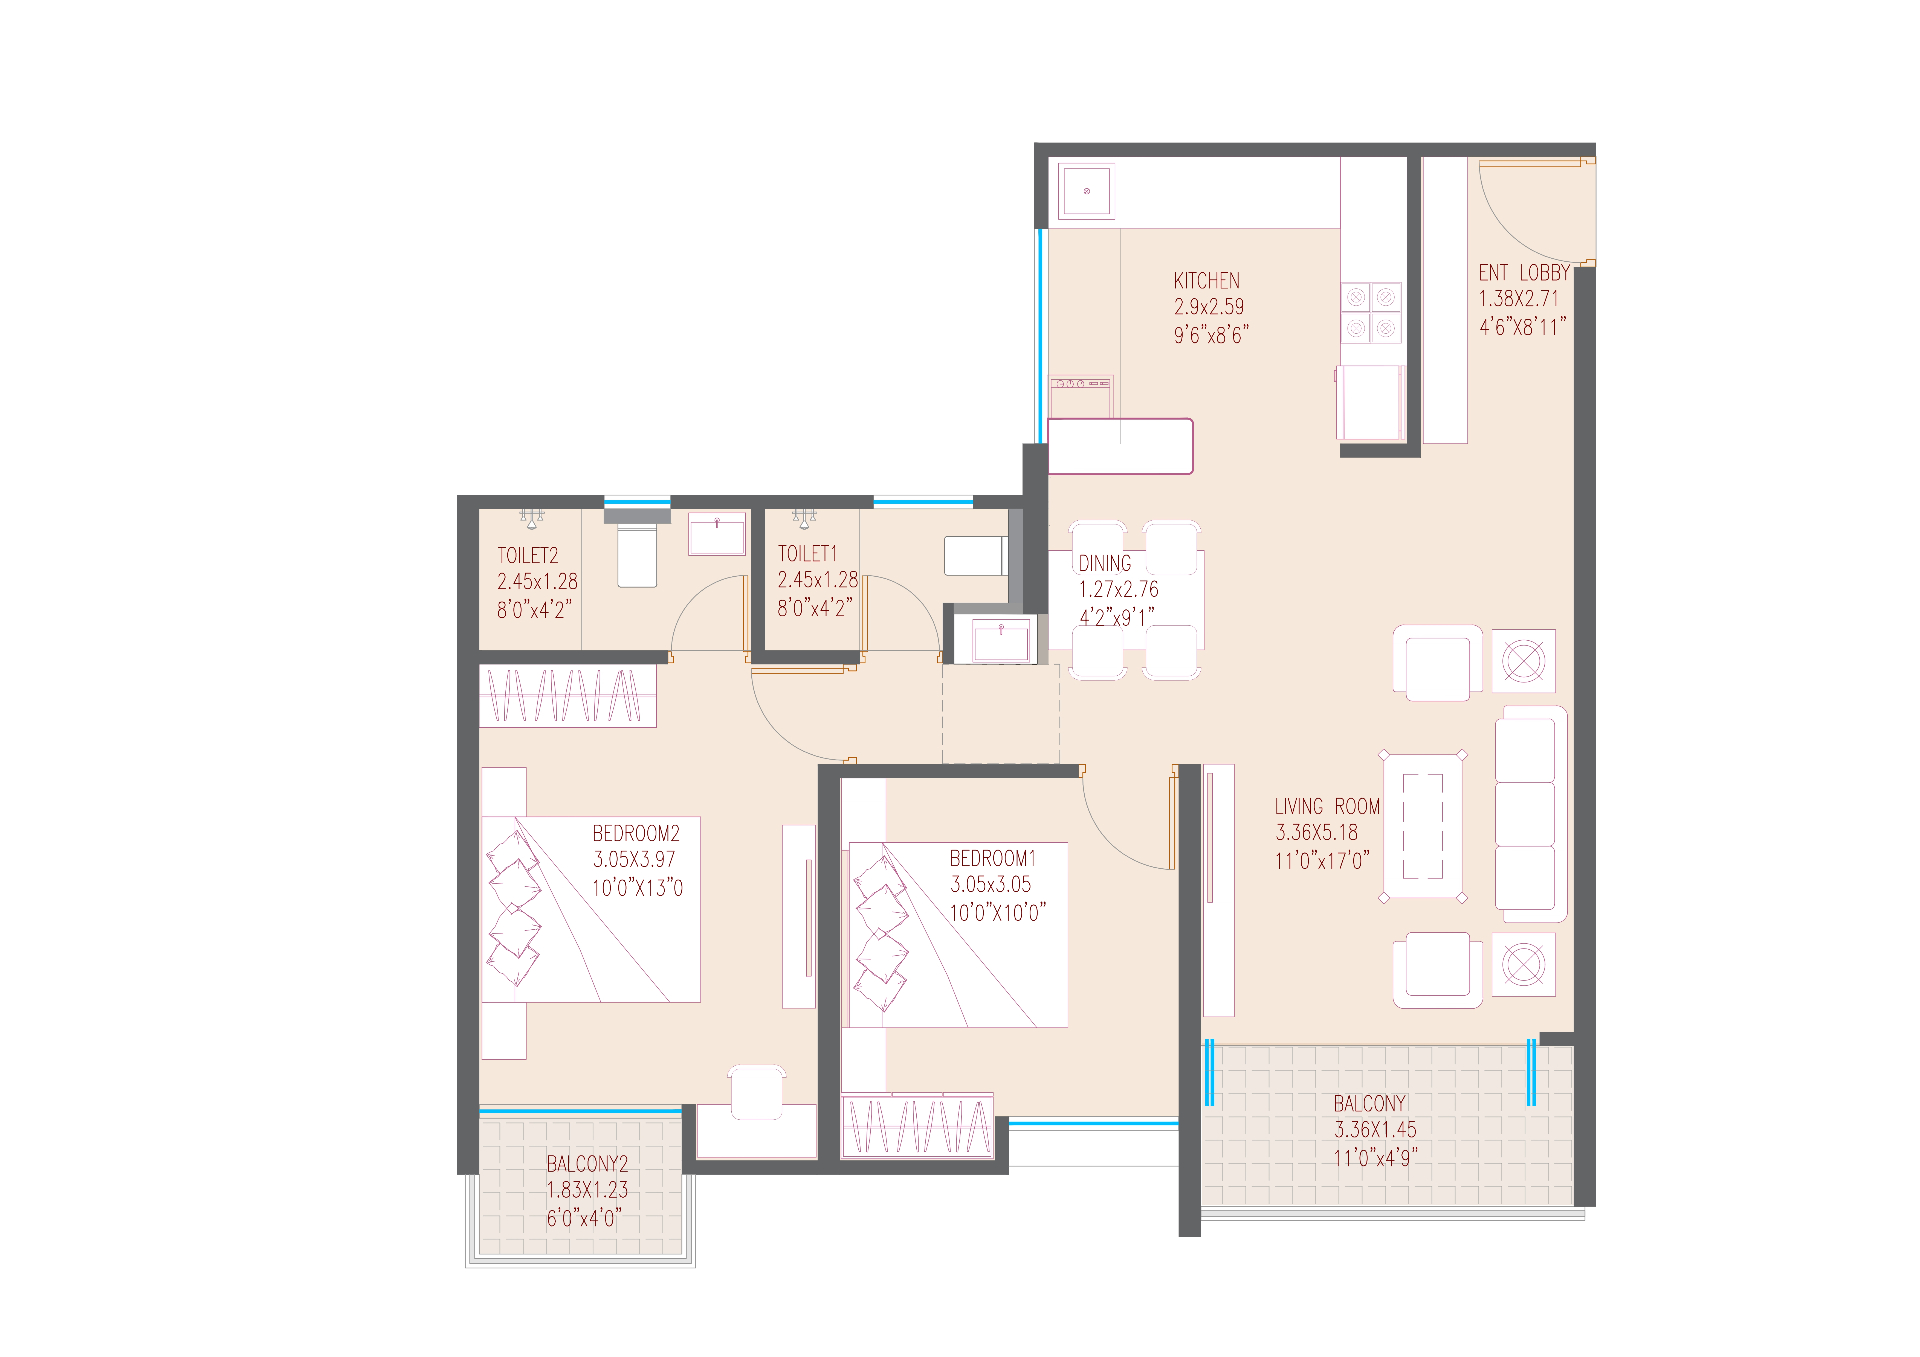 KITCHEN
2.9x2.59
9'6"x8'6"
ENT LOBBY
1.38X2.71
4'6"X8'11"
TOILET2
2.45x1.28
8'0"x4'2"
TOILET1
2.45x1.28
8'0"x4'2"
DINING
1.27x2.76
4'2"x9'1"
BEDROOM2
3.05X3.97
10'0"X13"0
BEDROOM1
3.05x3.05
10'0"X10'0"
LIVING ROOM
3.36X5.18
11'0"x17'0"
BALCONY2
1.83X1.23
6'0"x4'0"
BALCONY
3.36X1.45
11'0"x4'9"